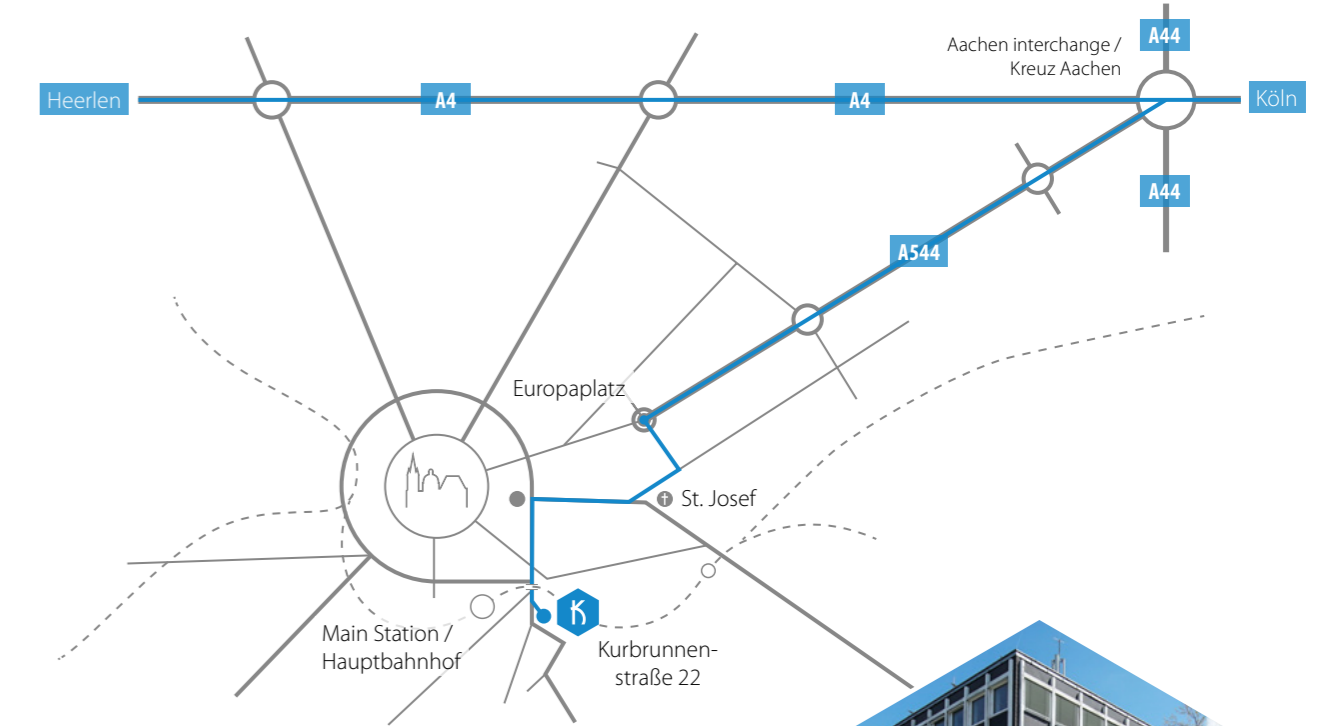 A44
Aachen interchange /
Kreuz Aachen
Heerlen
A4
A4
Köln
A44
A544
Europaplatz
St. Josef
Main Station /
Hauptbahnhof
Kurbrunnen-
straße 22